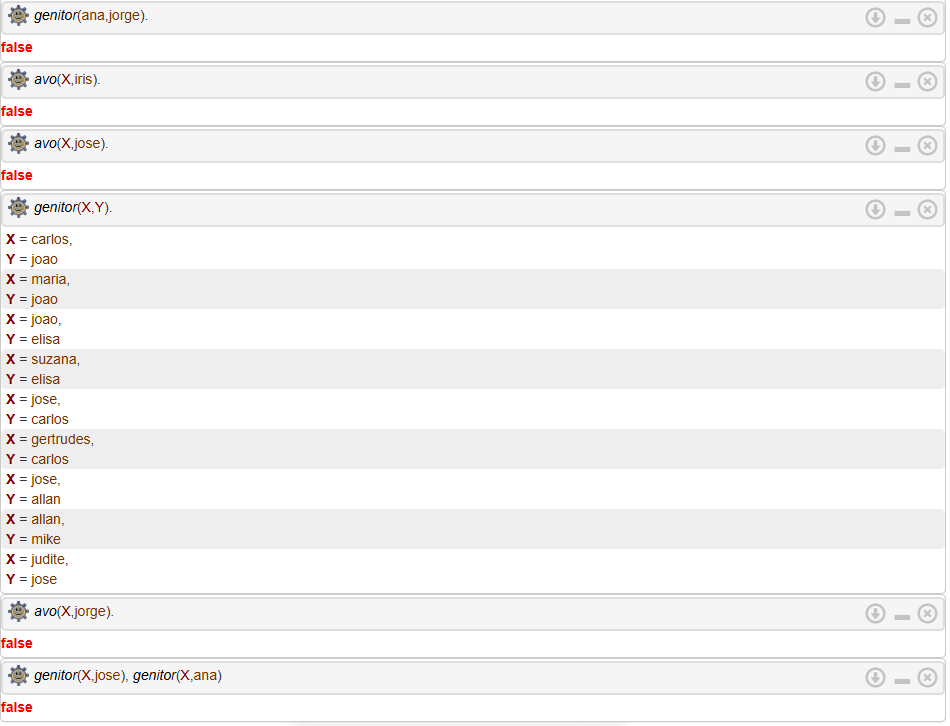 genitor(ana,jorge).
false
avo(X,iris).
false
avo(X,jose).
false
genitor(X,Y).
X = carlos,
Y = joao
X = maria,
Y = joao
X = joao,
Y = elisa
X = suzana,
Y = elisa
X = jose,
Y = carlos
X = gertrudes,
Y = carlos
X = jose,
Y = allan
X = allan,
Y = mike
X = judite,
Y = jose
avo(X,jorge).
false
genitor(X,jose), genitor(X,ana)
false